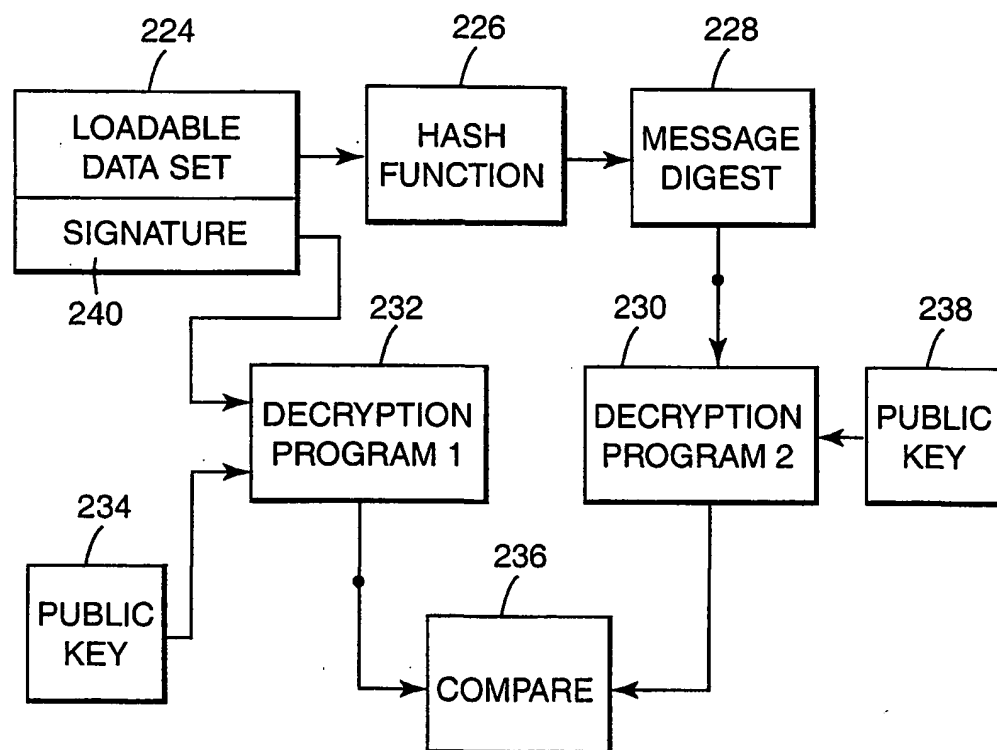 224
226
228
LOADABLE
DATA SET
HASH
FUNCTION
MESSAGE
DIGEST
SIGNATURE
240
232
230
238
DECRYPTION
PROGRAM 1
DECRYPTION
PROGRAM 2
PUBLIC
KEY
234
236
PUBLIC
KEY
COMPARE